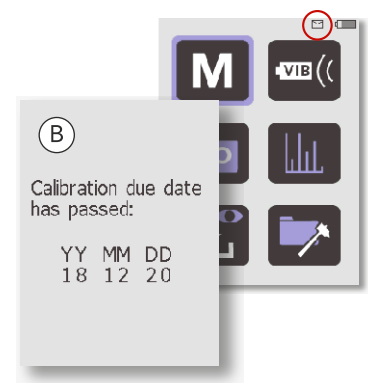 M
VIB
B
Calibration due date
has passed:
YY MM DD
18 12 20